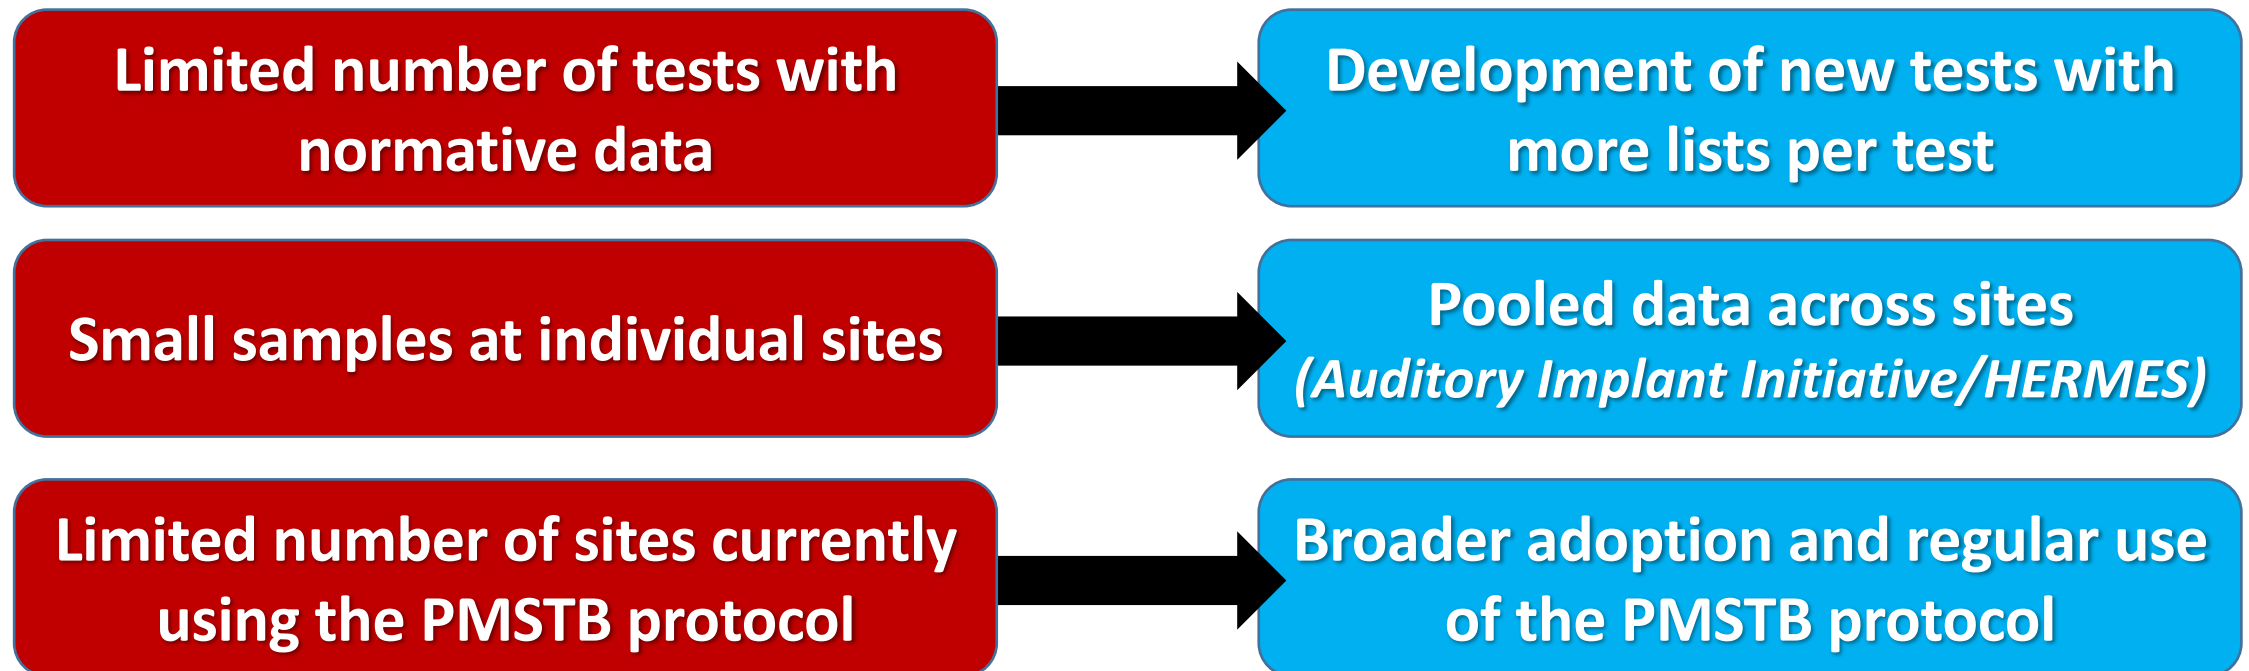 Limited number of tests with
normative data
Development of new tests with
more lists per test
Small samples at individual sites
Pooled data across sites
(Auditory Implant Initiative/HERMES)
Limited number of sites currently
using the PMSTB protocol
Broader adoption and regular use
of the PMSTB protocol